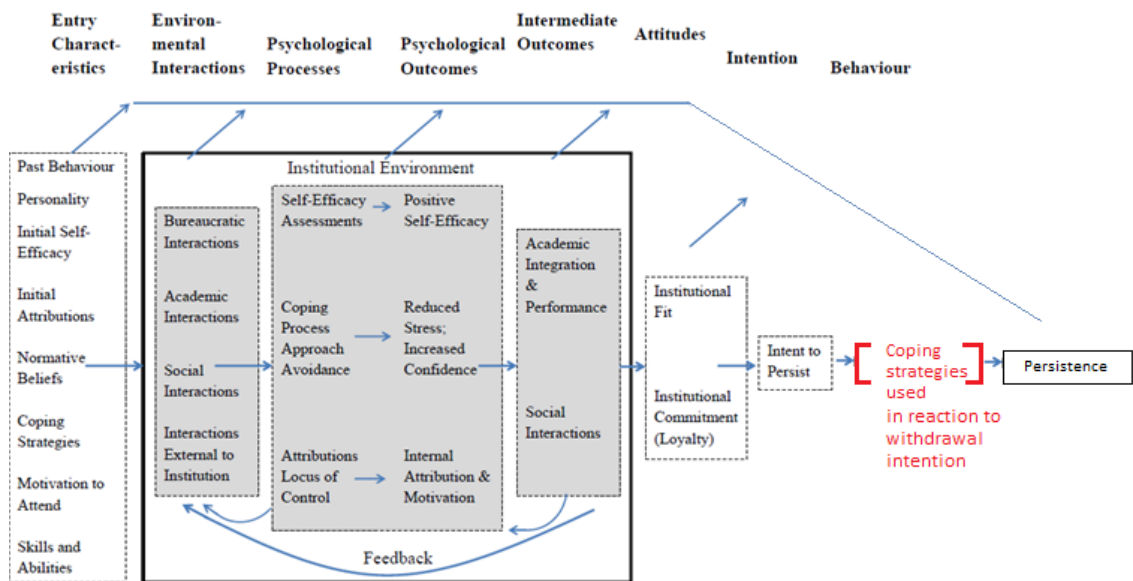 Entry
Charact-
eristics
Environ-
mental
Interactions
Psychological
Processes
Psychological
Outcomes
Intermediate
Outcomes
Attitudes
Intention
Behaviour
Past Behaviour
Personality
Initial Self-
Efficacy
Initial
Attributions
Normative
Beliefs
Coping
Strategies
Motivation to
Attend
Skills and
Abilities
Institutional Environment
Bureaucratic
Interactions
Academic
Interactions
Social
Interactions
Interactions
External to
Institution
Self-Efficacy
Assessments
Positive
Self-Efficacy
Coping
Process
Approach
Avoidance
Reduced
Stress;
Increased
Confidence
Attributions
Locus of
Control
Internal
Attribution &
Motivation
Academic
Integration
&
Performance
Social
Interactions
Feedback
Institutional
Fit
Institutional
Commitment
(Loyalty)
Intent to
Persist
Coping
strategies
used
in reaction to
withdrawal
intention
Persistence